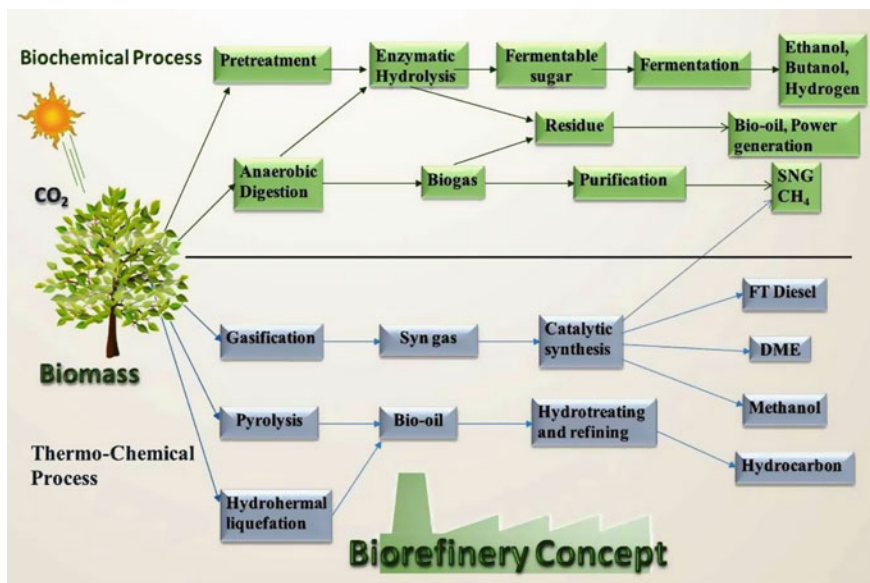 Biochemical Process
Pretreatment
Enzymatic
Hydrolysis
Fermentable
sugar
Fermentation
Ethanol,
Butanol,
Hydrogen
Residue
Bio-oil, Power
generation
CO₂
Anaerobic
Digestion
Biogas
Purification
SNG
CH₄
Biomass
Gasification
Syn gas
Catalytic
synthesis
FT Diesel
DME
Methanol
Thermo-Chemical
Process
Pyrolysis
Bio-oil
Hydrotreating
and refining
Hydrocarbon
Hydrohermal
liquefation
Biorefinery Concept